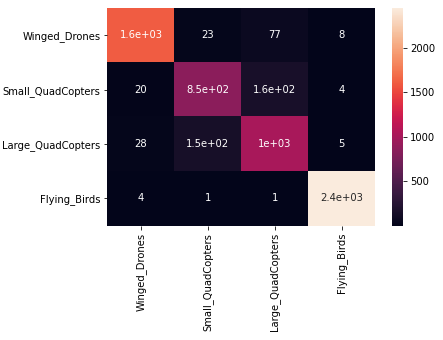 Winged_Drones 1.6e+03 23 77 8
Small_QuadCopters 20 8.5e+02 1.6e+02 4
Large_QuadCopters 28 1.5e+02 1e+03 5
Flying_Birds 4 1 1 2.4e+03
Winged_Drones
Small_QuadCopters
Large_QuadCopters
Flying_Birds
2000
1500
1000
500